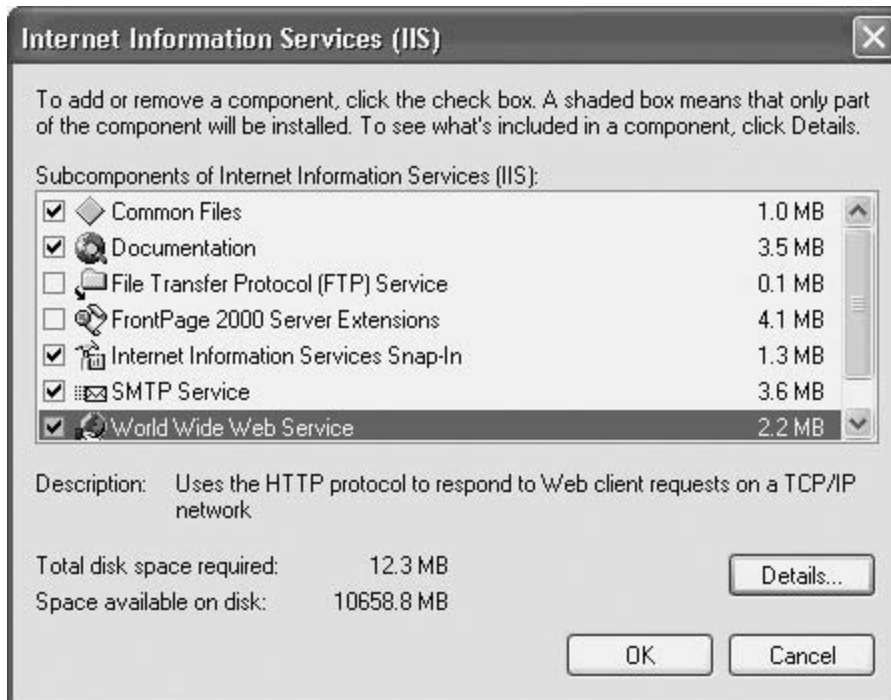 Internet Information Services (IIS)
To add or remove a component, click the check box. A shaded box means that only part
of the component will be installed. To see what's included in a component, click Details.
Subcomponents of Internet Information Services (IIS):
Common Files 1.0 MB
Documentation 3.5 MB
File Transfer Protocol (FTP) Service 0.1 MB
FrontPage 2000 Server Extensions 4.1 MB
Internet Information Services Snap-In 1.3 MB
SMTP Service 3.6 MB
World Wide Web Service 2.2 MB
Description: Uses the HTTP protocol to respond to Web client requests on a TCP/IP
network
Total disk space required: 12.3 MB
Space available on disk: 10658.8 MB
Details...
OK Cancel